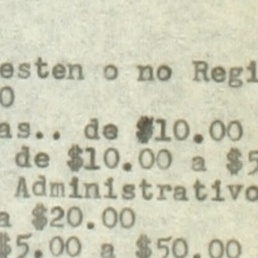 esten o no Regi
0
as.. de $10.00
de $10.00 a $5
Administrativo
a $20.00
$5.00 a $50.00